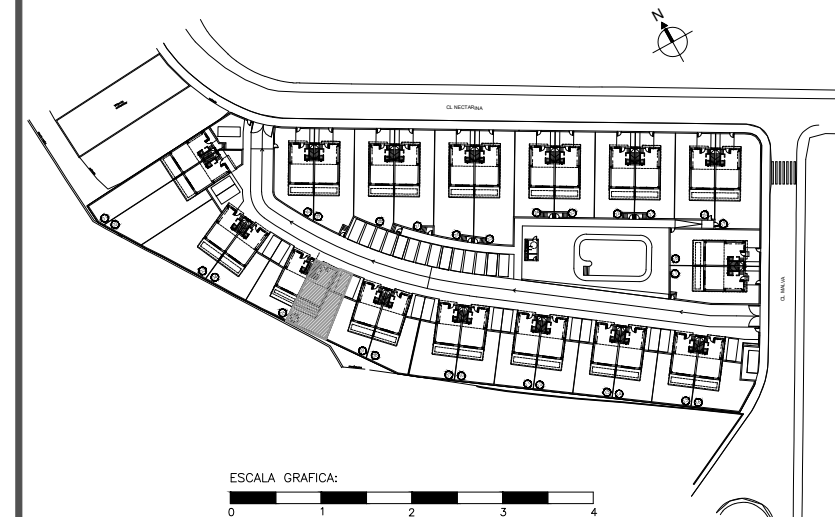 N
CL NECTARINA
CL MALVA
ESCALA GRAFICA:
0 1 2 3 4